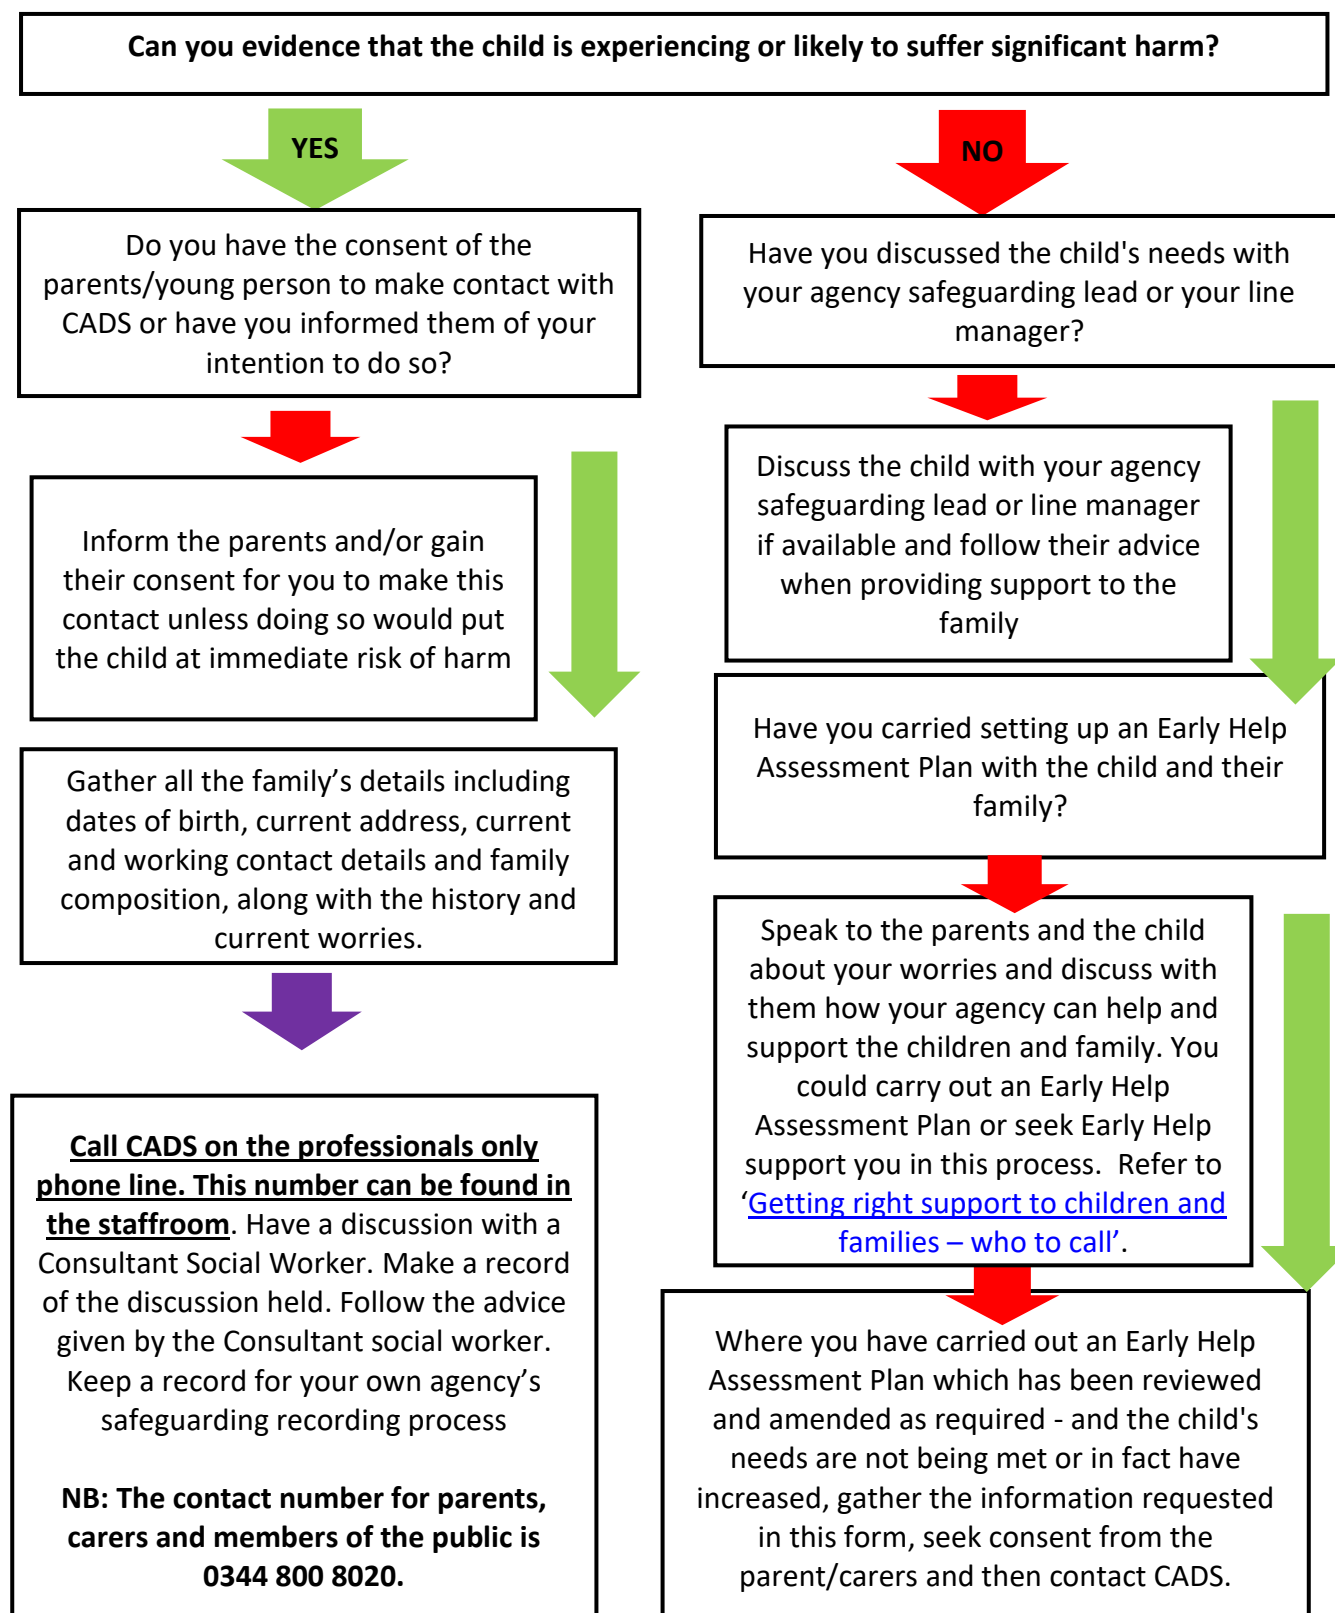 Can you evidence that the child is experiencing or likely to suffer significant harm?
YES
NO
Do you have the consent of the
parents/young person to make contact with
CADS or have you informed them of your
intention to do so?
Have you discussed the child's needs with
your agency safeguarding lead or your line
manager?
Inform the parents and/or gain
their consent for you to make this
contact unless doing so would put
the child at immediate risk of harm
Discuss the child with your agency
safeguarding lead or line manager
if available and follow their advice
when providing support to the
family
Gather all the family’s details including
dates of birth, current address, current
and working contact details and family
composition, along with the history and
current worries.
Have you carried setting up an Early Help
Assessment Plan with the child and their
family?
Speak to the parents and the child
about your worries and discuss with
them how your agency can help and
support the children and family. You
could carry out an Early Help
Assessment Plan or seek Early Help
support you in this process.  Refer to
‘Getting right support to children and
families – who to call’.
Call CADS on the professionals only
phone line. This number can be found in
the staffroom. Have a discussion with a
Consultant Social Worker. Make a record
of the discussion held. Follow the advice
given by the Consultant social worker.
Keep a record for your own agency’s
safeguarding recording process
NB: The contact number for parents,
carers and members of the public is
0344 800 8020.
Where you have carried out an Early Help
Assessment Plan which has been reviewed
and amended as required - and the child's
needs are not being met or in fact have
increased, gather the information requested
in this form, seek consent from the
parent/carers and then contact CADS.